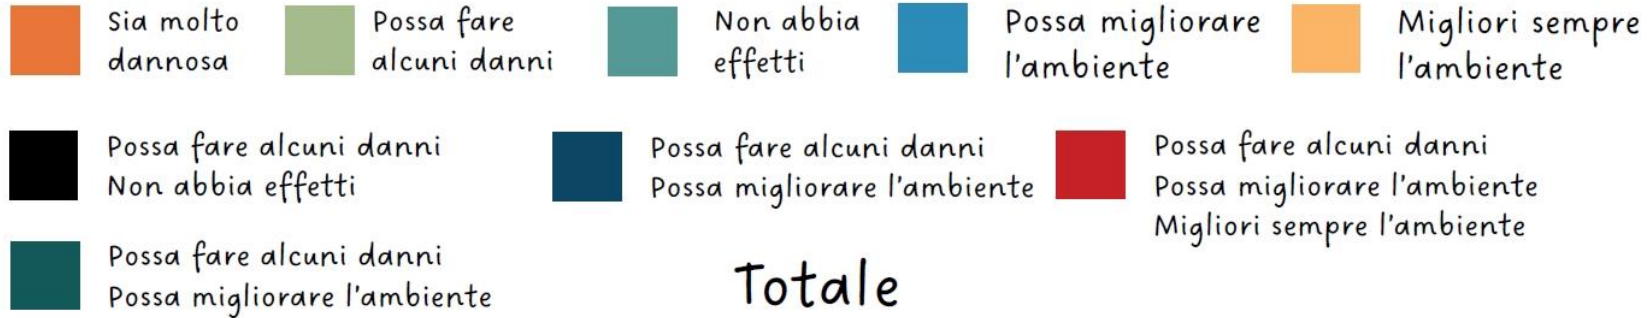 Sia molto
dannosa
Possa fare
alcuni danni
Non abbia
effetti
Possa migliorare
l'ambiente
Migliori sempre
l'ambiente
Possa fare alcuni danni
Non abbia effetti
Possa fare alcuni danni
Possa migliorare l'ambiente
Possa fare alcuni danni
Possa migliorare l'ambiente
Migliori sempre l'ambiente
Possa fare alcuni danni
Possa migliorare l'ambiente
Totale